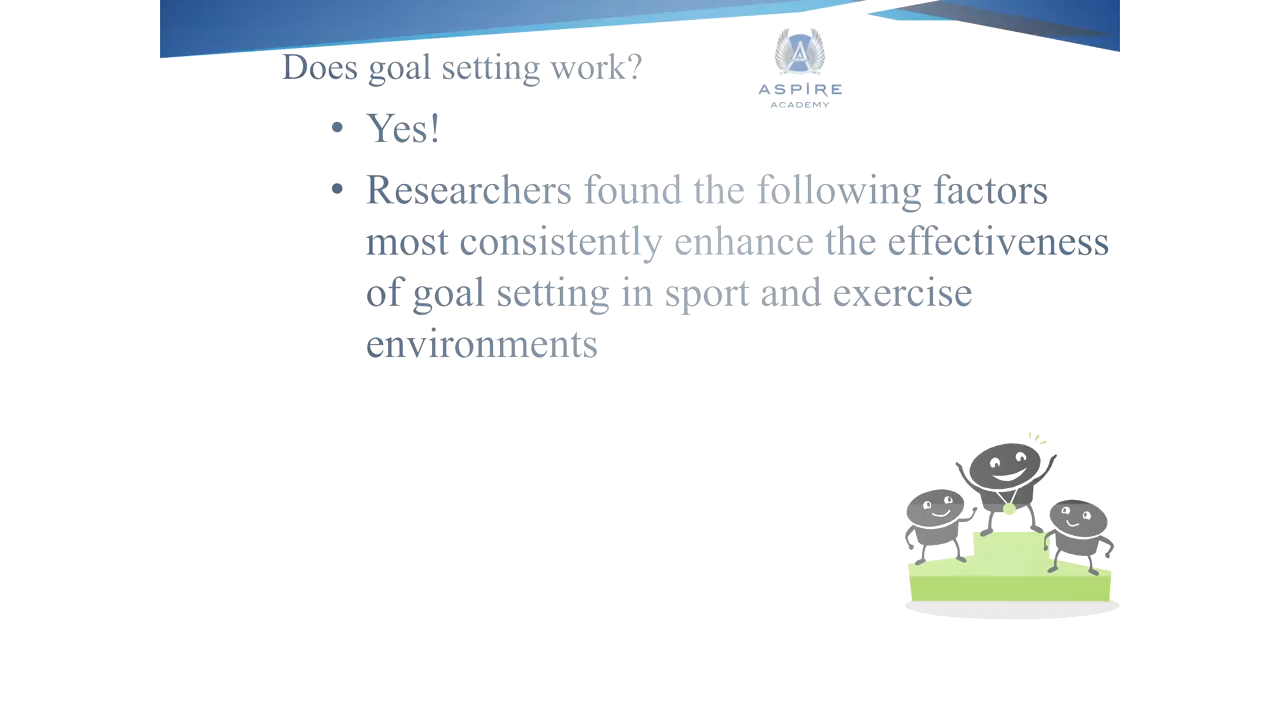 Does goal setting work?
ASPIRE
ACADEMY
• Yes!
• Researchers found the following factors
most consistently enhance the effectiveness
of goal setting in sport and exercise
environments